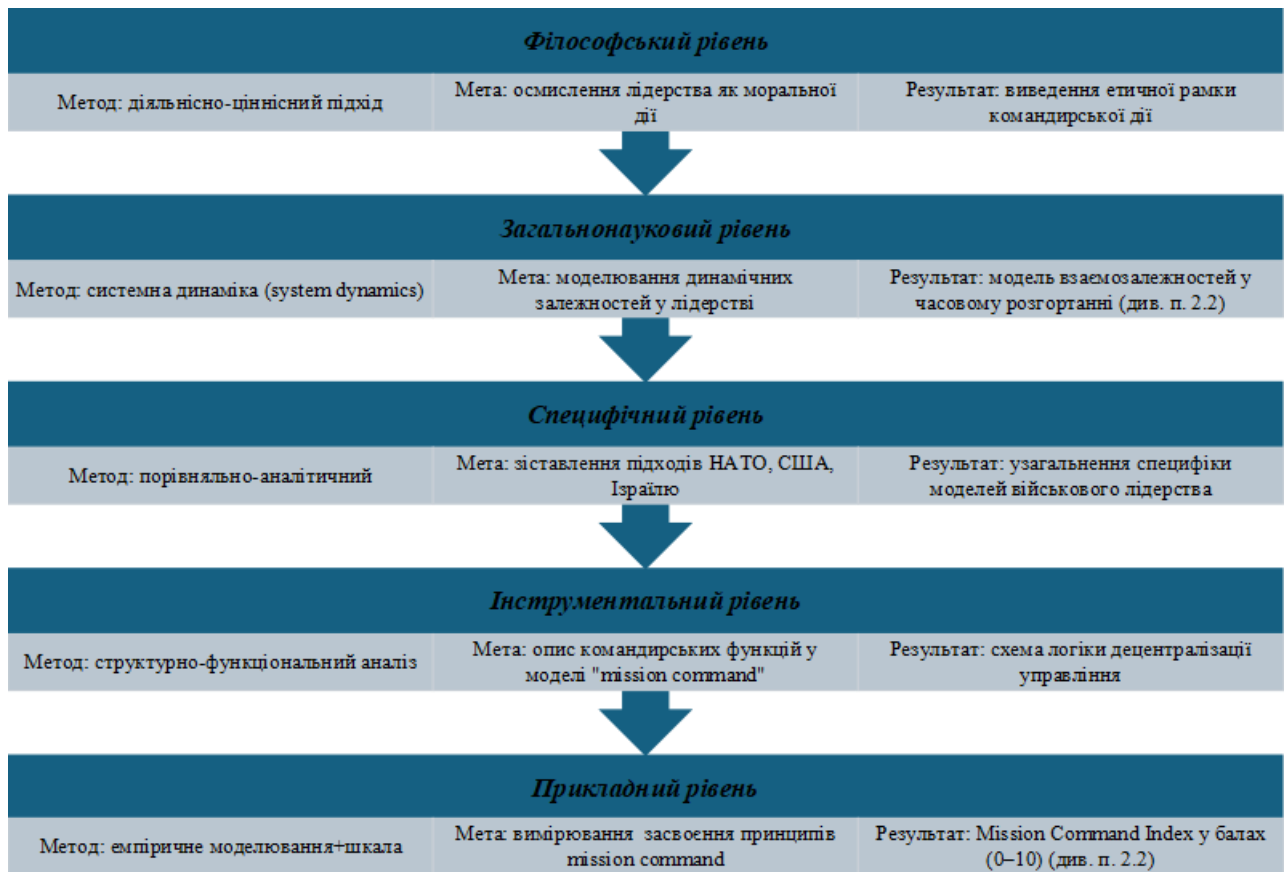 Філософський рівень
Метод: діяльнісно-ціннісний підхід
Мета: осмислення лідерства як моральної
дії
Результат: виведення етичної рамки
командирської дії
Загальнонауковий рівень
Метод: системна динаміка (system dynamics)
Мета: моделювання динамічних
залежностей у лідерстві
Результат: модель взаємозалежностей у
часовому розгортанні (див. п. 2.2)
Специфічний рівень
Метод: порівняльно-аналітичний
Мета: зіставлення підходів НАТО, США,
Ізраїлю
Результат: узагальнення специфіки
моделей військового лідерства
Інструментальний рівень
Метод: структурно-функціональний аналіз
Мета: опис командирських функцій у
моделі "mission command"
Результат: схема логіки децентралізації
управління
Прикладний рівень
Метод: емпіричне моделювання+шкала
Мета: вимірювання засвоєння принципів
mission command
Результат: Mission Command Index у балах
(0–10) (див. п. 2.2)